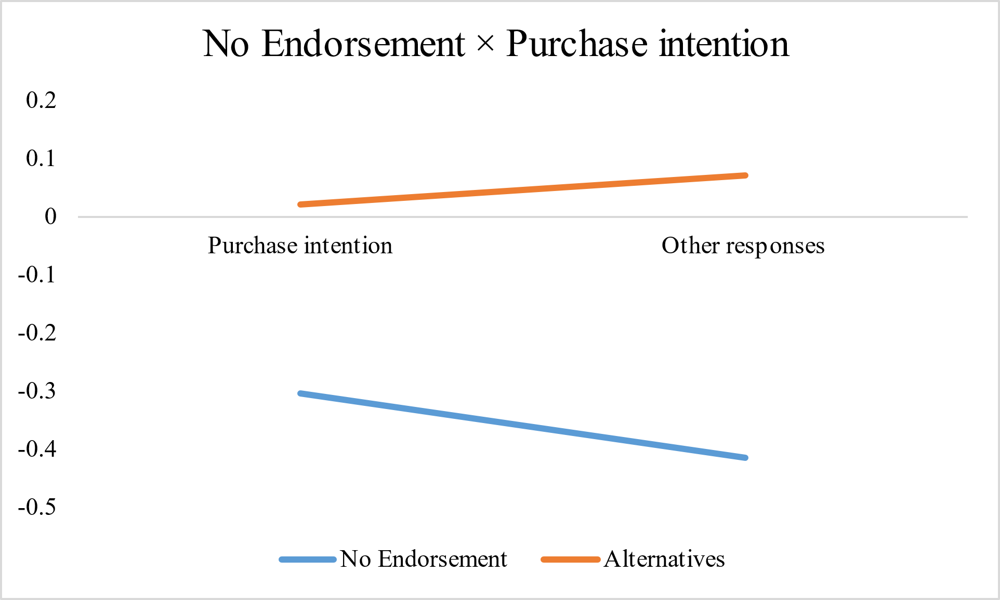 No Endorsement × Purchase intention
0.2
0.1
0
Purchase intention Other responses
-0.1
-0.2
-0.3
-0.4
-0.5
No Endorsement Alternatives